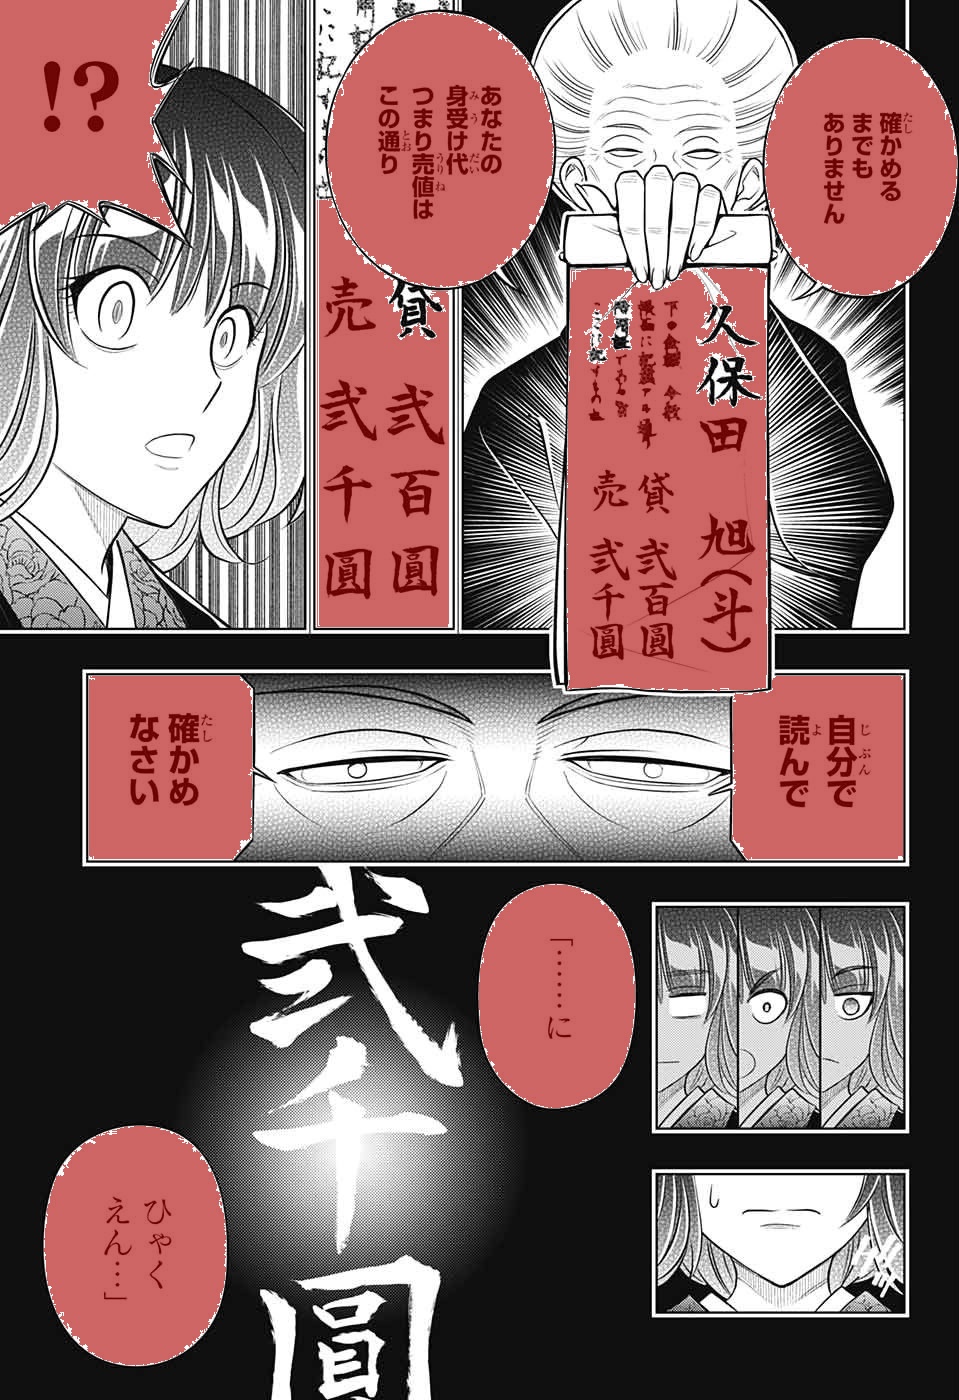 確かめる
までも
ありません
あなたの
身受け代
つまり売値は
この通り
久保田　旭(斗)
貸　弐百圓
売　弐千圓
貸　弐百圓
売　弐千圓
!?
自分で
読んで
確かめ
なさい
「……に
ひゃく
えん…」
弐千圓